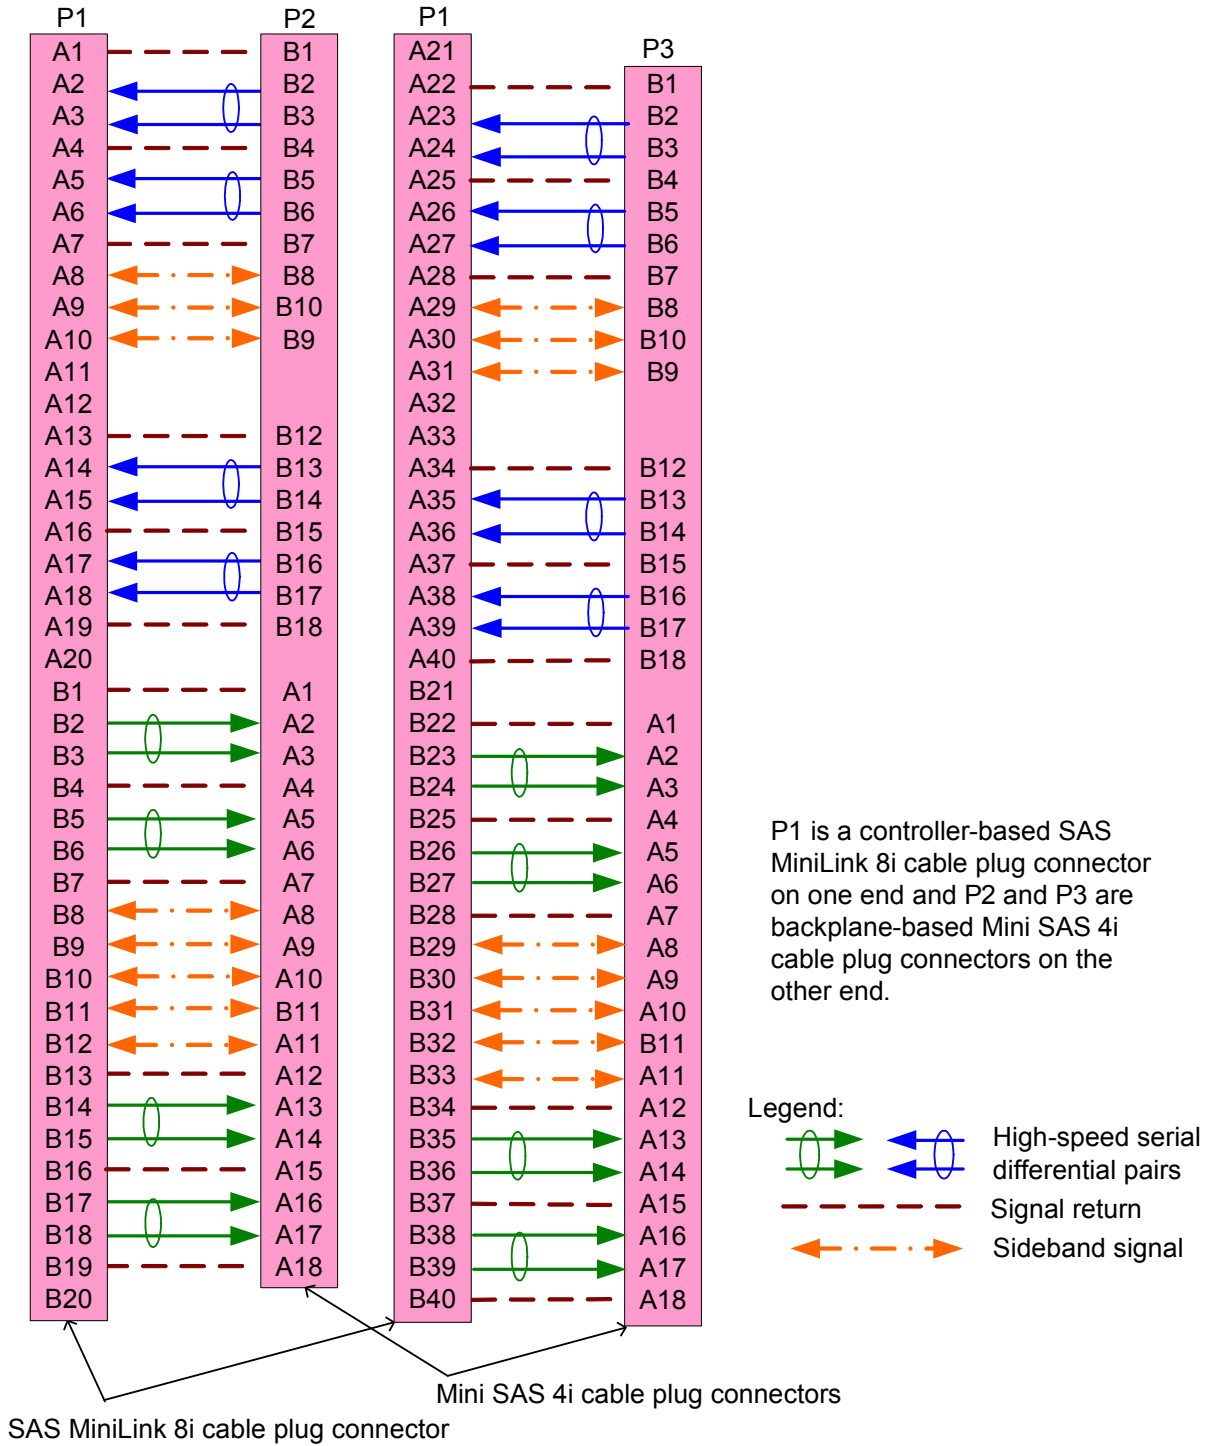 P1 P2 P1
P3
A1 B1 A21
A2 B2 A22 B1
A3 B3 A23 B2
A4 B4 A24 B3
A5 B5 A25 B4
A6 B6 A26 B5
A7 B7 A27 B6
A8 B8 A28 B7
A9 B10 A29 B8
A10 B9 A30 B10
A11 A31 B9
A12 A32
A13 B12 A33
A14 B13 A34 B12
A15 B14 A35 B13
A16 B15 A36 B14
A17 B16 A37 B15
A18 B17 A38 B16
A19 B18 A39 B17
A20 A40 B18
B1 A1 B21
B2 A2 B22 A1
B3 A3 B23 A2
B4 A4 B24 A3
B5 A5 B25 A4
B6 A6 B26 A5
B7 A7 B27 A6
B8 A8 B28 A7
B9 A9 B29 A8
B10 A10 B30 A9
B11 B11 B31 A10
B12 A11 B32 B11
B13 A12 B33 A11
B14 A13 B34 A12
B15 A14 B35 A13
B16 A15 B36 A14
B17 A16 B37 A15
B18 A17 B38 A16
B19 A18 B39 A17
B20 B40 A18
P1 is a controller-based SAS
MiniLink 8i cable plug connector
on one end and P2 and P3 are
backplane-based Mini SAS 4i
cable plug connectors on the
other end.
Legend:
High-speed serial
differential pairs
Signal return
Sideband signal
Mini SAS 4i cable plug connectors
SAS MiniLink 8i cable plug connector